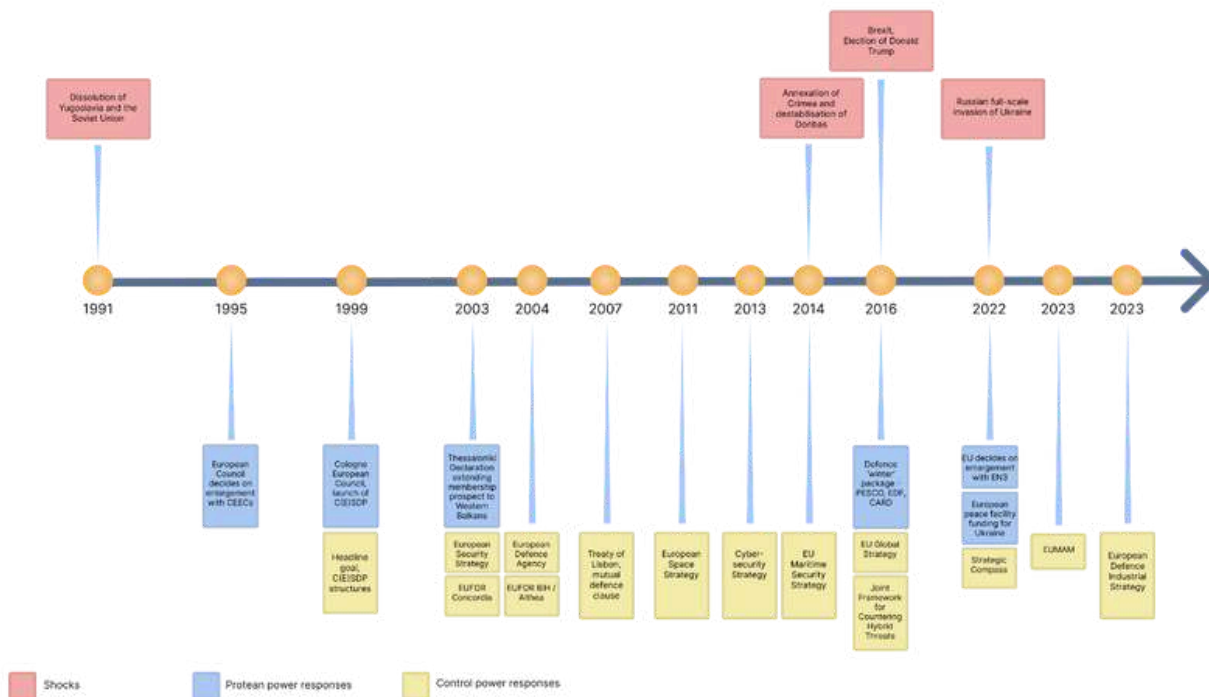 Brexit,
Election of Donald
Trump
Dissolution of
Yugoslavia and the
Soviet Union
Annexation of
Crimea and
destabilisation of
Donbas
Russian full-scale
invasion of Ukraine
1991
1995
1999
2003
2004
2007
2011
2013
2014
2016
2022
2023
2023
European
Council
decides on
enlargement
with CEECs
Cologne
European
Council,
launch of
C(E)SDP
Thessaloniki
Declaration
extending
membership
prospect to
Western
Balkans
Defence
'winter'
package -
PESCO, EDF,
CARD
EU decides on
enlargement
with EN3
European
peace facility
funding for
Ukraine
Headline
goal,
C(E)SDP
structures
European
Security
Strategy
EUFOR
Concordia
European
Defence
Agency
EUFOR BIH /
Althea
Treaty of
Lisbon,
mutual
defence
clause
European
Space
Strategy
Cyber-
security
Strategy
EU
Maritime
Security
Strategy
EU Global
Strategy
Joint
Framework
for
Countering
Hybrid
Threats
Strategic
Compass
EUMAM
European
Defence
Industrial
Strategy
Shocks
Protean power responses
Control power responses